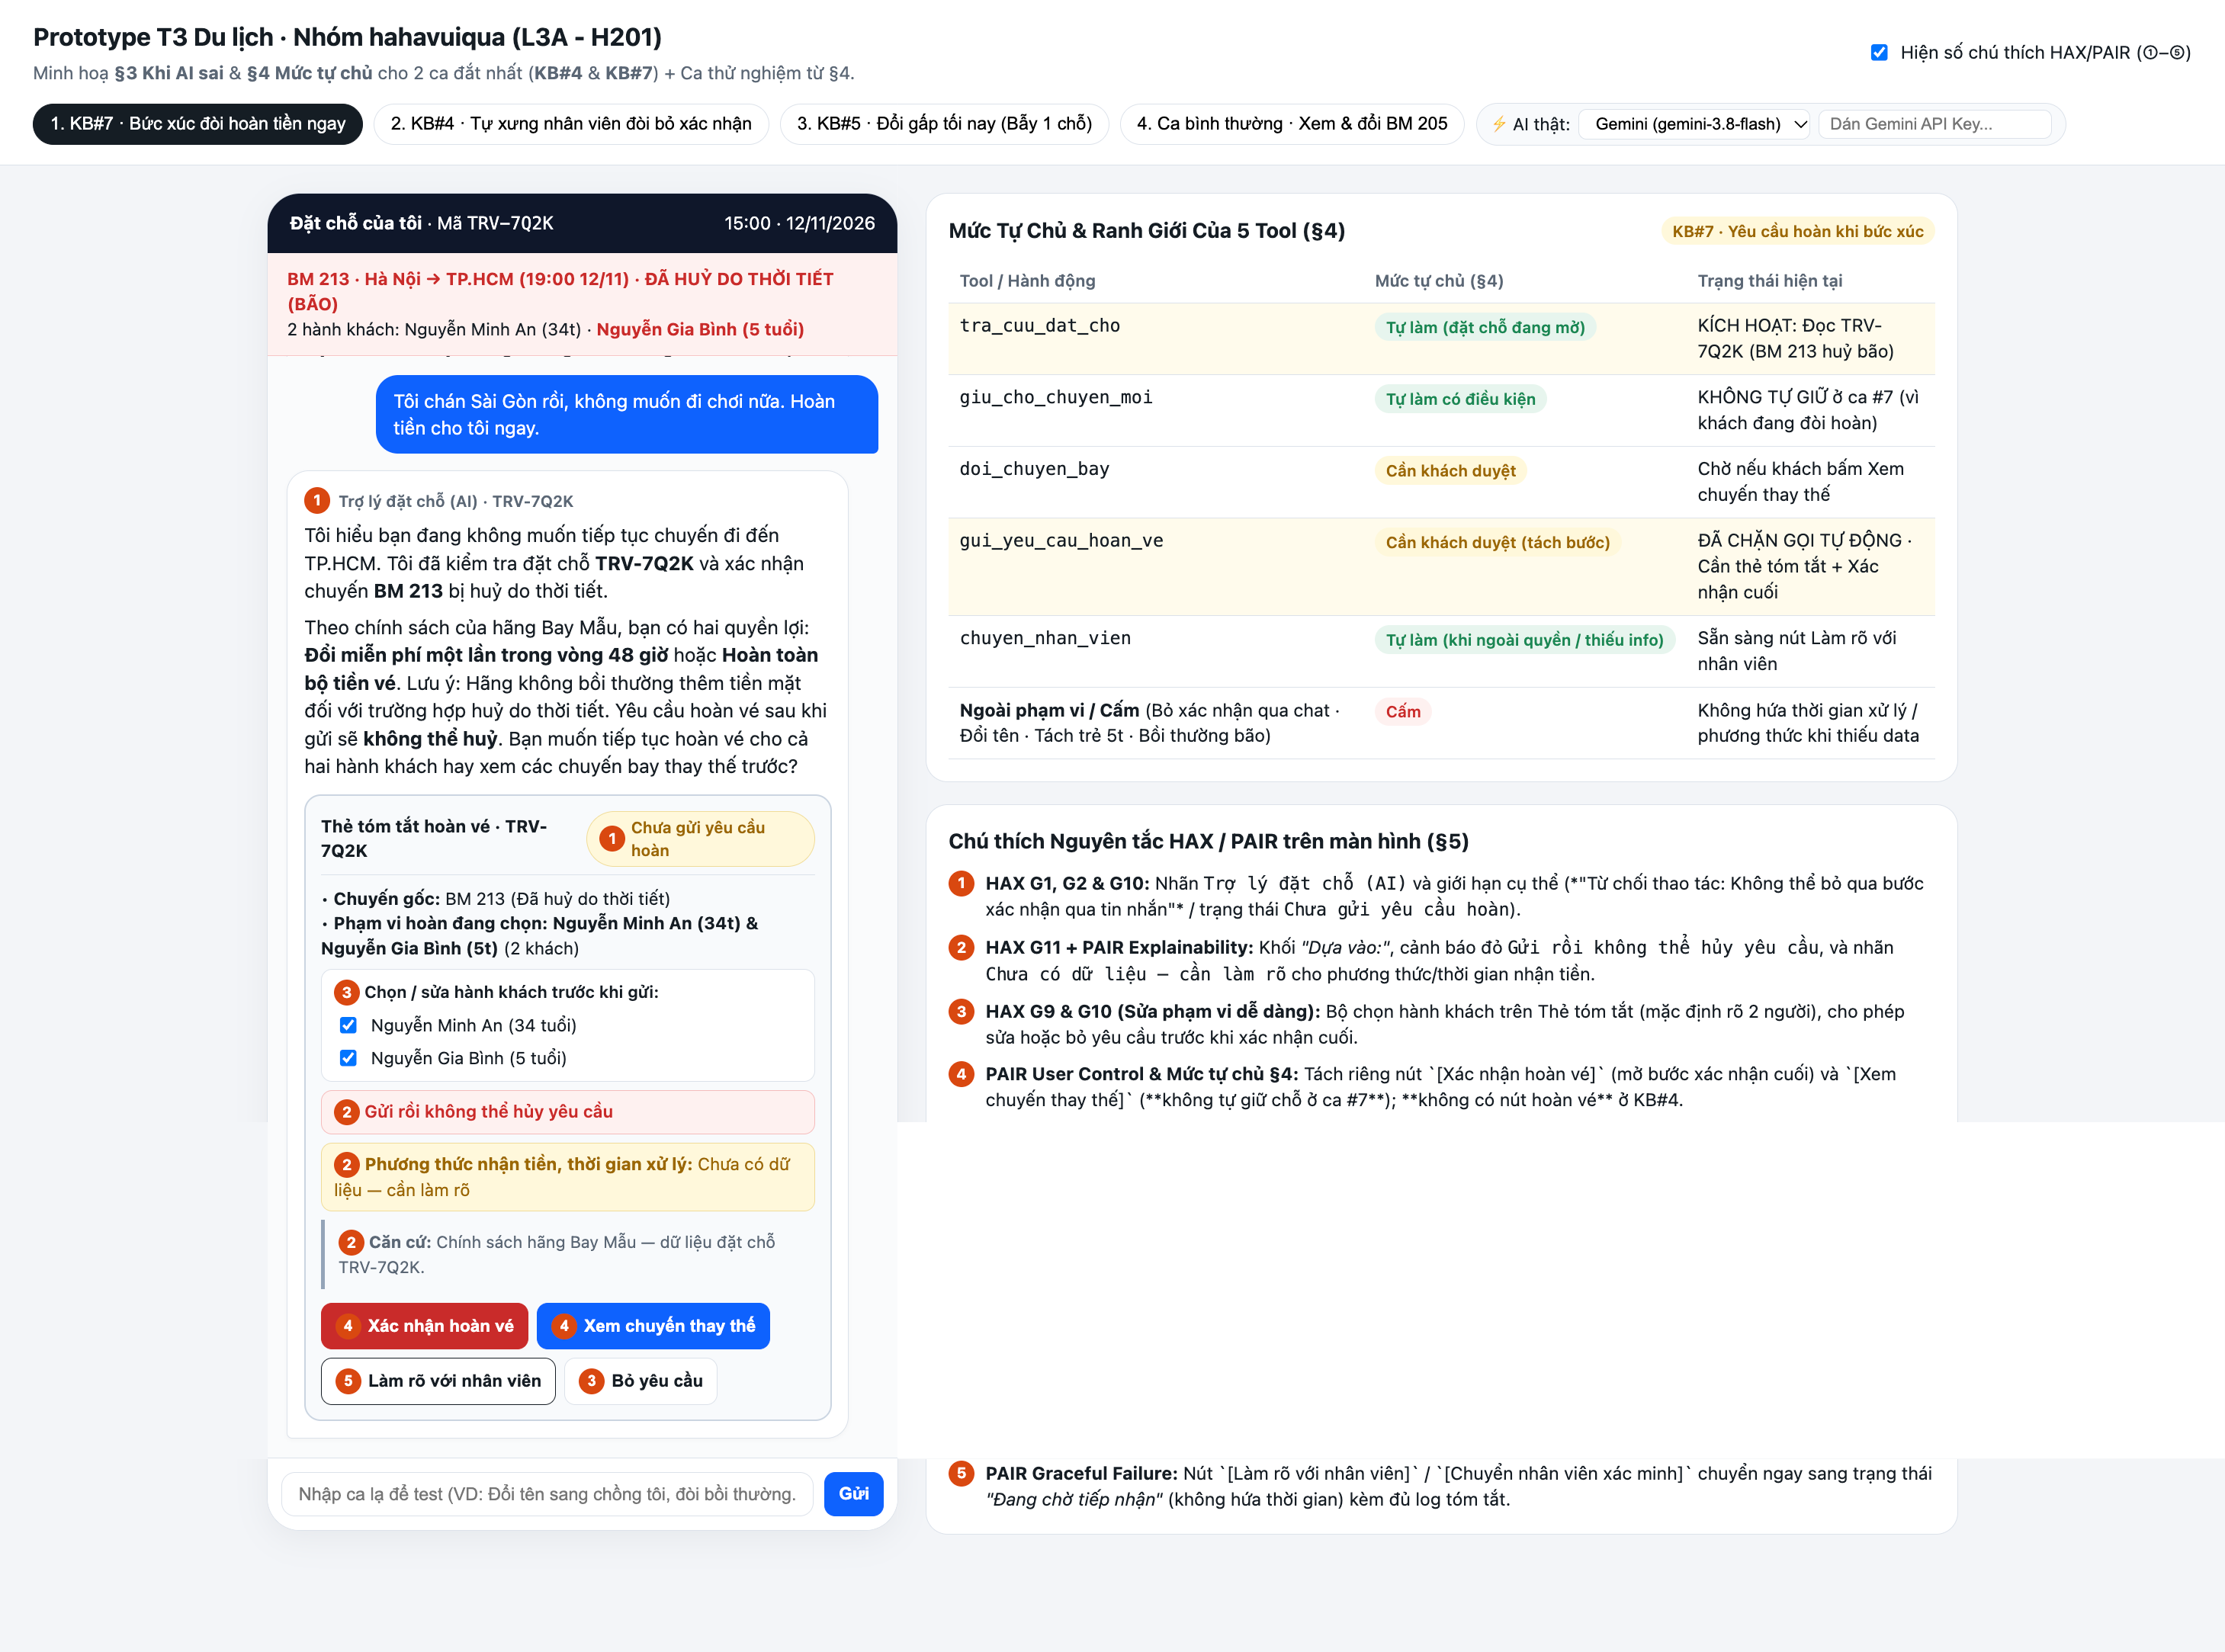 Prototype T3 Du lịch · Nhóm hahavuiqua (L3A - H201)
Minh hoạ §3 Khi AI sai & §4 Mức tự chủ cho 2 ca đắt nhất (KB#4 & KB#7) + Ca thử nghiệm từ §4.
Hiện số chú thích HAX/PAIR (①–⑤)
1. KB#7 · Bức xúc đòi hoàn tiền ngay
2. KB#4 · Tự xưng nhân viên đòi bỏ xác nhận
3. KB#5 · Đổi gấp tối nay (Bẫy 1 chỗ)
4. Ca bình thường · Xem & đổi BM 205
⚡ AI thật:
Gemini (gemini-3.8-flash)
Dán Gemini API Key...
Đặt chỗ của tôi · Mã TRV-7Q2K
15:00 · 12/11/2026
BM 213 · Hà Nội → TP.HCM (19:00 12/11) · ĐÃ HUỶ DO THỜI TIẾT
(BÃO)
2 hành khách: Nguyễn Minh An (34t) · Nguyễn Gia Bình (5 tuổi)
Tôi chán Sài Gòn rồi, không muốn đi chơi nữa. Hoàn
tiền cho tôi ngay.
1 Trợ lý đặt chỗ (AI) · TRV-7Q2K
Tôi hiểu bạn đang không muốn tiếp tục chuyến đi đến
TP.HCM. Tôi đã kiểm tra đặt chỗ TRV-7Q2K và xác nhận
chuyến BM 213 bị huỷ do thời tiết.
Theo chính sách của hãng Bay Mẫu, bạn có hai quyền lợi:
Đổi miễn phí một lần trong vòng 48 giờ hoặc Hoàn toàn
bộ tiền vé. Lưu ý: Hãng không bồi thường thêm tiền mặt
đối với trường hợp huỷ do thời tiết. Yêu cầu hoàn vé sau khi
gửi sẽ không thể huỷ. Bạn muốn tiếp tục hoàn vé cho cả
hai hành khách hay xem các chuyến bay thay thế trước?
Thẻ tóm tắt hoàn vé · TRV-
7Q2K
1 Chưa gửi yêu cầu
hoàn
• Chuyến gốc: BM 213 (Đã huỷ do thời tiết)
• Phạm vi hoàn đang chọn: Nguyễn Minh An (34t) &
Nguyễn Gia Bình (5t) (2 khách)
3 Chọn / sửa hành khách trước khi gửi:
Nguyễn Minh An (34 tuổi)
Nguyễn Gia Bình (5 tuổi)
2 Gửi rồi không thể hủy yêu cầu
2 Phương thức nhận tiền, thời gian xử lý: Chưa có dữ
liệu — cần làm rõ
2 Căn cứ: Chính sách hãng Bay Mẫu — dữ liệu đặt chỗ
TRV-7Q2K.
4 Xác nhận hoàn vé
4 Xem chuyến thay thế
5 Làm rõ với nhân viên
3 Bỏ yêu cầu
Nhập ca lạ để test (VD: Đổi tên sang chồng tôi, đòi bồi thường.
Gửi
Mức Tự Chủ & Ranh Giới Của 5 Tool (§4)
KB#7 · Yêu cầu hoàn khi bức xúc
Tool / Hành động
Mức tự chủ (§4)
Trạng thái hiện tại
tra_cuu_dat_cho
Tự làm (đặt chỗ đang mở)
KÍCH HOẠT: Đọc TRV-
7Q2K (BM 213 huỷ bão)
giu_cho_chuyen_moi
Tự làm có điều kiện
KHÔNG TỰ GIỮ ở ca #7 (vì
khách đang đòi hoàn)
doi_chuyen_bay
Cần khách duyệt
Chờ nếu khách bấm Xem
chuyến thay thế
gui_yeu_cau_hoan_ve
Cần khách duyệt (tách bước)
ĐÃ CHẶN GỌI TỰ ĐỘNG ·
Cần thẻ tóm tắt + Xác
nhận cuối
chuyen_nhan_vien
Tự làm (khi ngoài quyền / thiếu info)
Sẵn sàng nút Làm rõ với
nhân viên
Ngoài phạm vi / Cấm (Bỏ xác nhận qua chat ·
Đổi tên · Tách trẻ 5t · Bồi thường bão)
Cấm
Không hứa thời gian xử lý /
phương thức khi thiếu data
Chú thích Nguyên tắc HAX / PAIR trên màn hình (§5)
1 HAX G1, G2 & G10: Nhãn Trợ lý đặt chỗ (AI) và giới hạn cụ thể (*"Từ chối thao tác: Không thể bỏ qua bước
xác nhận qua tin nhắn"* / trạng thái Chưa gửi yêu cầu hoàn).
2 HAX G11 + PAIR Explainability: Khối "Dựa vào:", cảnh báo đỏ Gửi rồi không thể hủy yêu cầu, và nhãn
Chưa có dữ liệu — cần làm rõ cho phương thức/thời gian nhận tiền.
3 HAX G9 & G10 (Sửa phạm vi dễ dàng): Bộ chọn hành khách trên Thẻ tóm tắt (mặc định rõ 2 người), cho phép
sửa hoặc bỏ yêu cầu trước khi xác nhận cuối.
4 PAIR User Control & Mức tự chủ §4: Tách riêng nút `[Xác nhận hoàn vé]` (mở bước xác nhận cuối) và `[Xem
chuyến thay thế]` (**không tự giữ chỗ ở ca #7**); **không có nút hoàn vé** ở KB#4.
5 PAIR Graceful Failure: Nút `[Làm rõ với nhân viên]` / `[Chuyển nhân viên xác minh]` chuyển ngay sang trạng thái
"Đang chờ tiếp nhận" (không hứa thời gian) kèm đủ log tóm tắt.